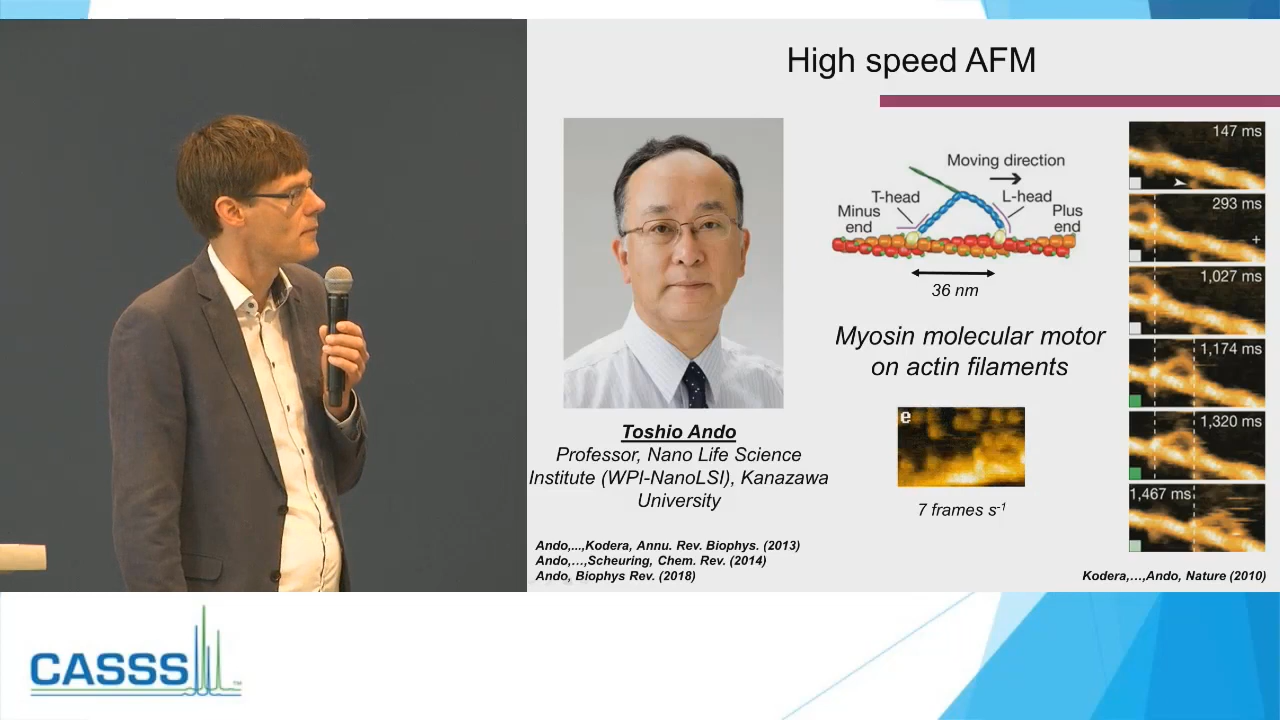 High speed AFM
Toshio Ando
Professor, Nano Life Science
Institute (WPI-NanoLSI), Kanazawa
University
Ando,...,Kodera, Annu. Rev. Biophys. (2013)
Ando,...,Scheuring, Chem. Rev. (2014)
Ando, Biophys Rev. (2018)
Moving direction
T-head
L-head
Minus
end
Plus
end
36 nm
Myosin molecular motor
on actin filaments
e
7 frames s-1
147 ms
293 ms
+
1,027 ms
1,174 ms
1,320 ms
1,467 ms
Kodera,...,Ando, Nature (2010)
CASSS
TM